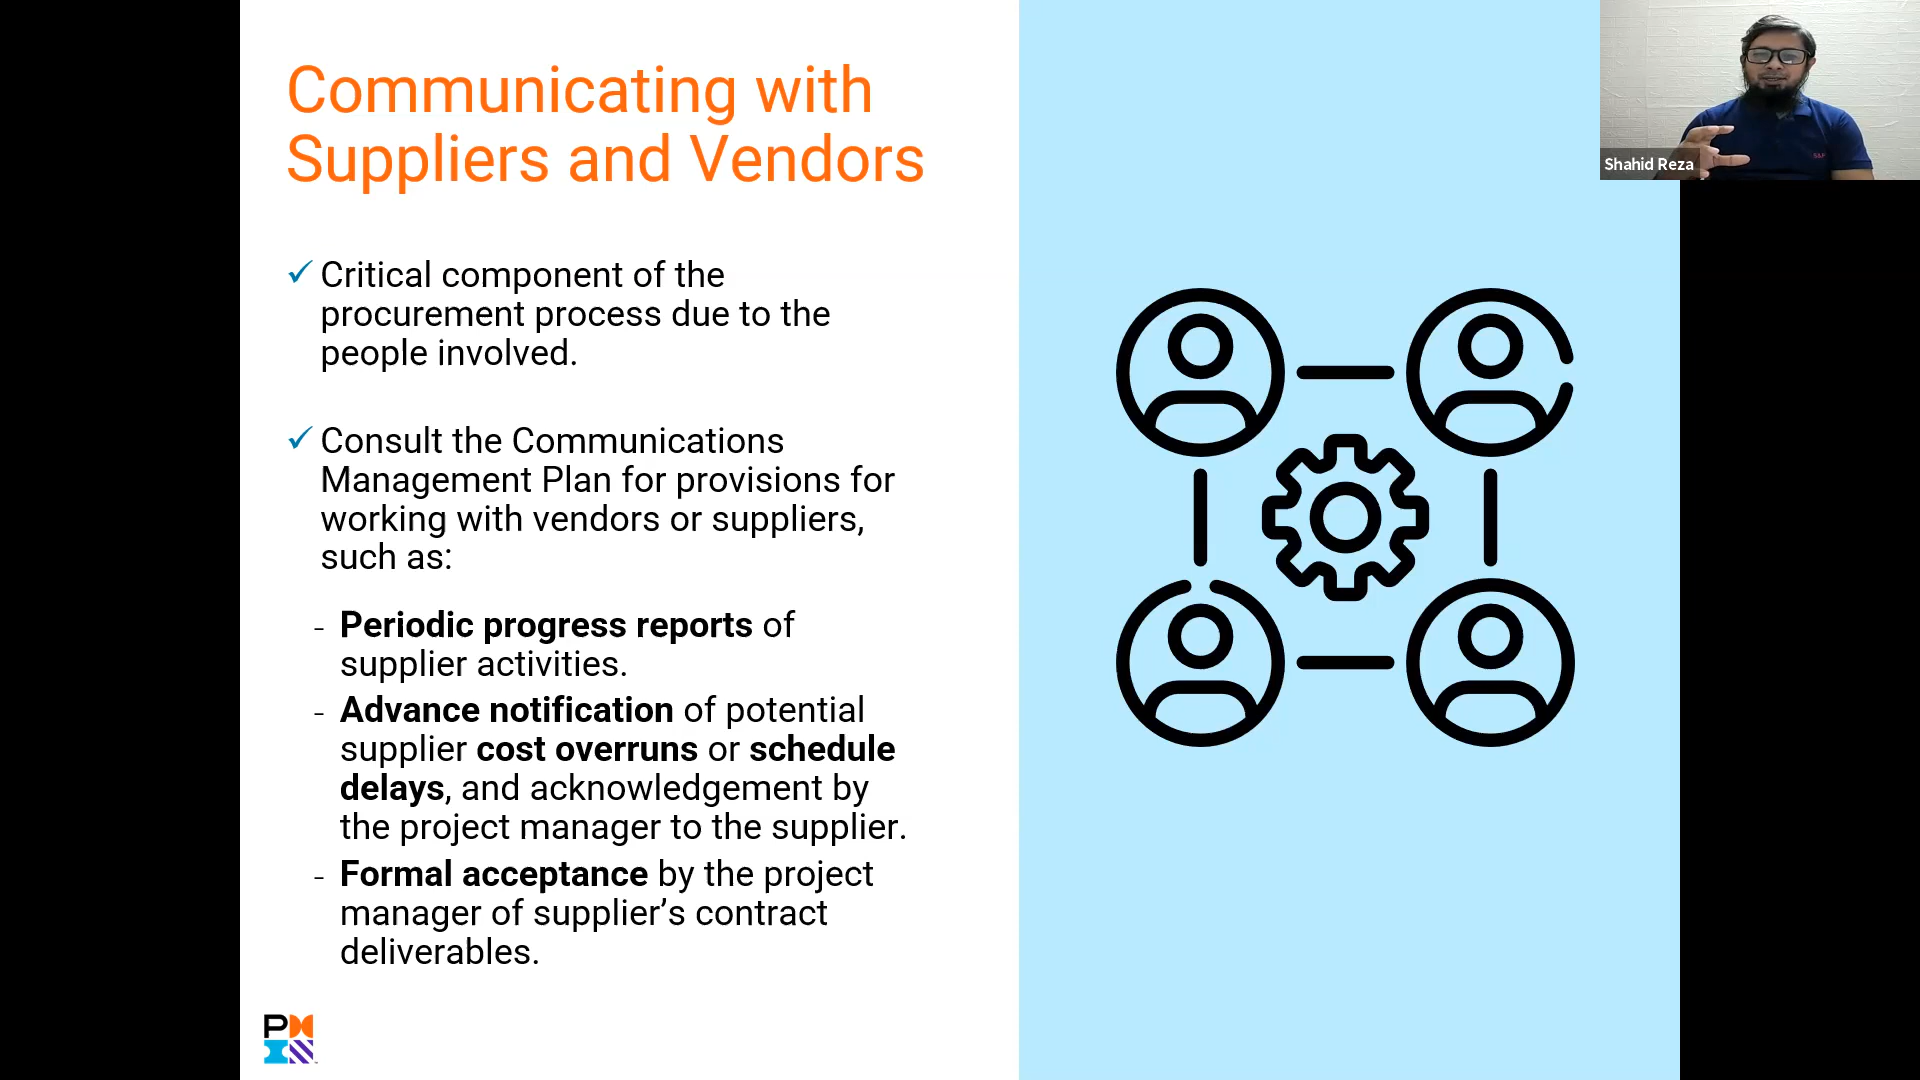 Communicating with
Suppliers and Vendors
Critical component of the
procurement process due to the
people involved.
Consult the Communications
Management Plan for provisions for
working with vendors or suppliers,
such as:
- Periodic progress reports of
supplier activities.
- Advance notification of potential
supplier cost overruns or schedule
delays, and acknowledgement by
the project manager to the supplier.
- Formal acceptance by the project
manager of supplier’s contract
deliverables.
Shahid Reza